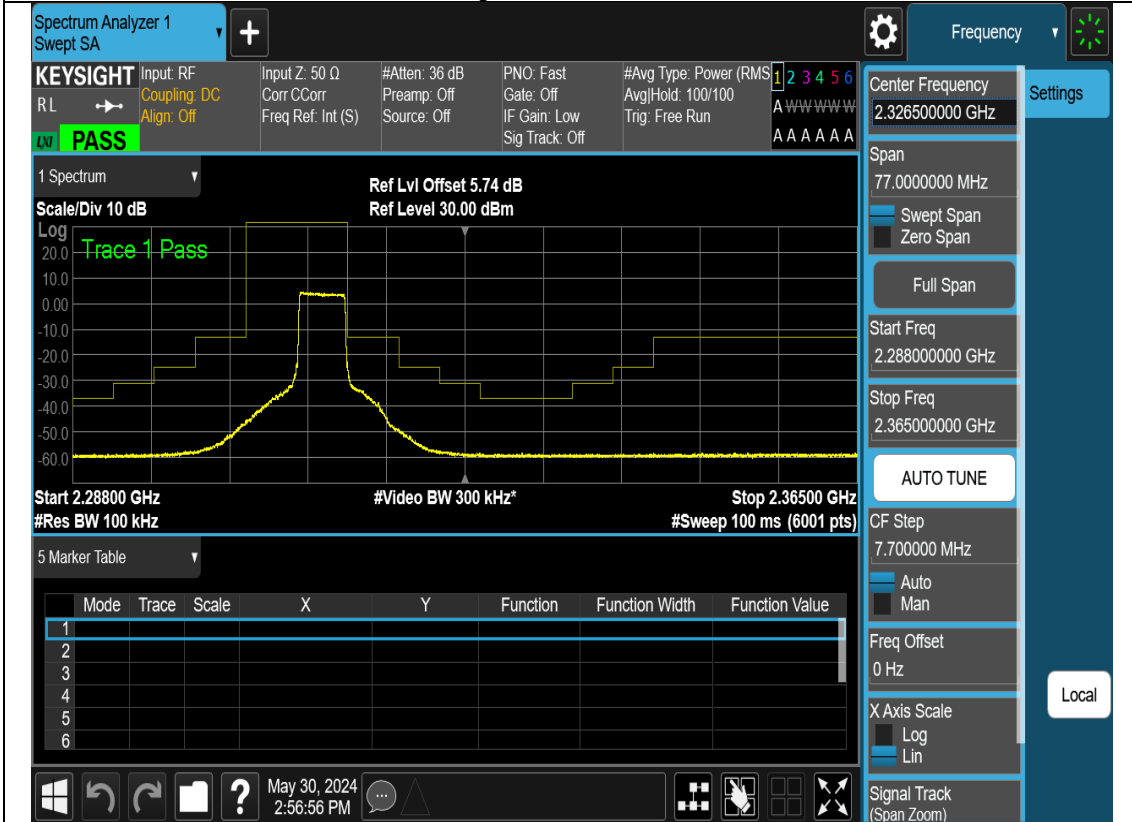 Spectrum Analyzer 1
Swept SA
+
Frequency
KEYSIGHT
RL
LXI
PASS
Input: RF
Coupling: DC
Align: Off
Input Z: 50 Ω
Corr CCorr
Freq Ref: Int (S)
#Atten: 36 dB
Preamp: Off
Source: Off
PNO: Fast
Gate: Off
IF Gain: Low
Sig Track: Off
#Avg Type: Power (RMS
Avg|Hold: 100/100
Trig: Free Run
1 2 3 4 5 6
A W W W W W
A A A A A A
1 Spectrum
Scale/Div 10 dB
Ref Lvl Offset 5.74 dB
Ref Level 30.00 dBm
Log
Trace 1 Pass
20.0
10.0
0.00
-10.0
-20.0
-30.0
-40.0
-50.0
-60.0
Start 2.28800 GHz
#Video BW 300 kHz*
Stop 2.36500 GHz
#Res BW 100 kHz
#Sweep 100 ms (6001 pts)
5 Marker Table
Mode Trace Scale X Y Function Function Width Function Value
1
2
3
4
5
6
?
May 30, 2024
2:56:56 PM
Center Frequency
2.326500000 GHz
Span
77.0000000 MHz
Swept Span
Zero Span
Full Span
Start Freq
2.288000000 GHz
Stop Freq
2.365000000 GHz
AUTO TUNE
CF Step
7.700000 MHz
Auto
Man
Freq Offset
0 Hz
X Axis Scale
Log
Lin
Signal Track
(Span Zoom)
Settings
Local